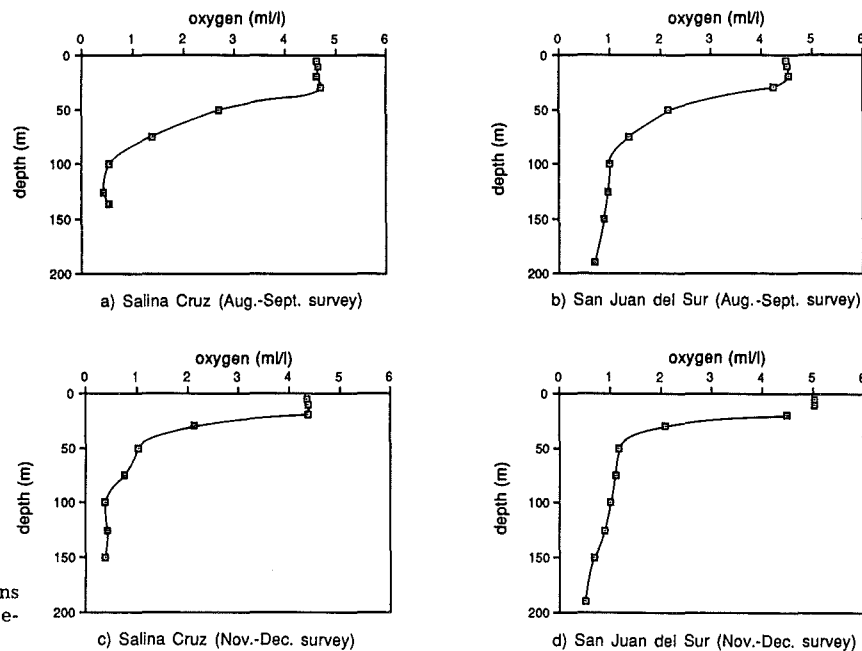 oxygen (ml/l)
0 1 2 3 4 5 6
0
50
100
150
200
depth (m)
a) Salina Cruz (Aug.-Sept. survey)
oxygen (ml/l)
0 1 2 3 4 5 6
0
50
100
150
200
depth (m)
b) San Juan del Sur (Aug.-Sept. survey)
oxygen (ml/l)
0 1 2 3 4 5 6
0
50
100
150
200
depth (m)
c) Salina Cruz (Nov.-Dec. survey)
oxygen (ml/l)
0 1 2 3 4 5 6
0
50
100
150
200
depth (m)
d) San Juan del Sur (Nov.-Dec. survey)
ns
e-